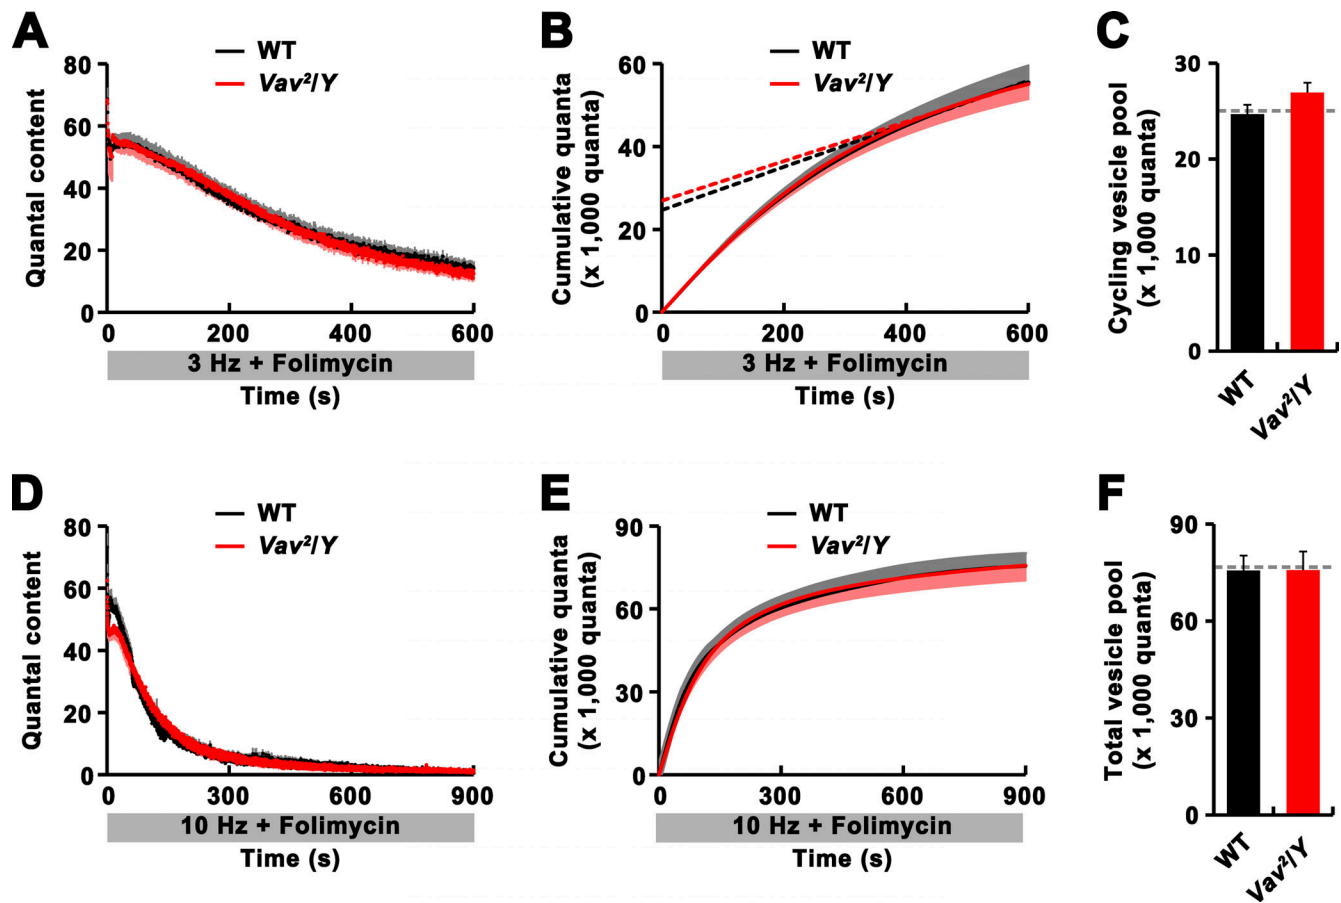 A
WT
Vav²/Y
Quantal content
80
60
40
20
0
0 200 400 600
3 Hz + Folimycin
Time (s)
B
WT
Vav²/Y
Cumulative quanta
(x 1,000 quanta)
60
40
20
0
0 200 400 600
3 Hz + Folimycin
Time (s)
C
Cycling vesicle pool
(x 1,000 quanta)
30
20
10
0
WT
Vav²/Y
D
WT
Vav²/Y
Quantal content
80
60
40
20
0
0 300 600 900
10 Hz + Folimycin
Time (s)
E
WT
Vav²/Y
Cumulative quanta
(x 1,000 quanta)
90
60
30
0
0 300 600 900
10 Hz + Folimycin
Time (s)
F
Total vesicle pool
(x 1,000 quanta)
90
60
30
0
WT
Vav²/Y